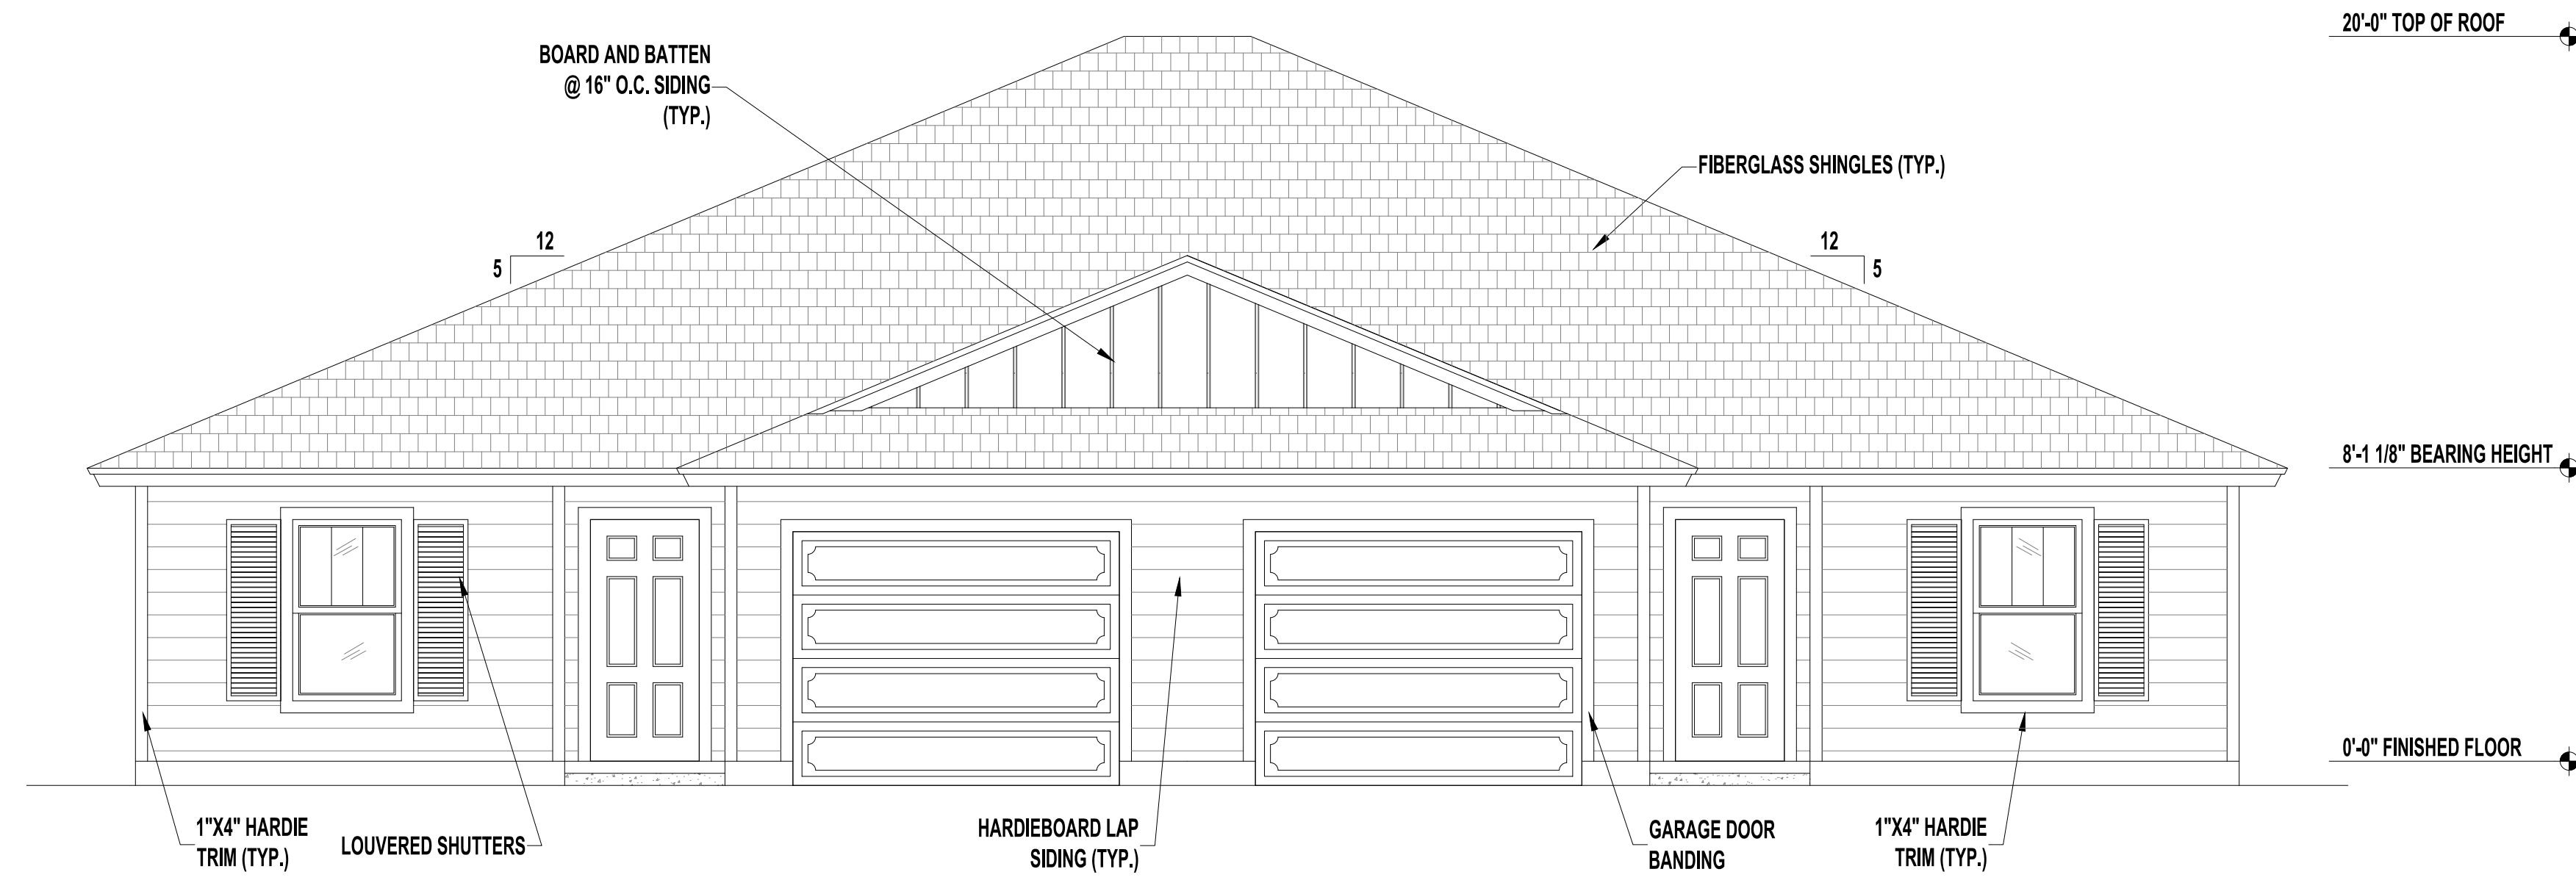 20'-0" TOP OF ROOF
BOARD AND BATTEN
@ 16" O.C. SIDING
(TYP.)
FIBERGLASS SHINGLES (TYP.)
12
5
12
5
8'-1 1/8" BEARING HEIGHT
0'-0" FINISHED FLOOR
1"X4" HARDIE
TRIM (TYP.)
LOUVERED SHUTTERS
HARDIEBOARD LAP
SIDING (TYP.)
GARAGE DOOR
BANDING
1"X4" HARDIE
TRIM (TYP.)